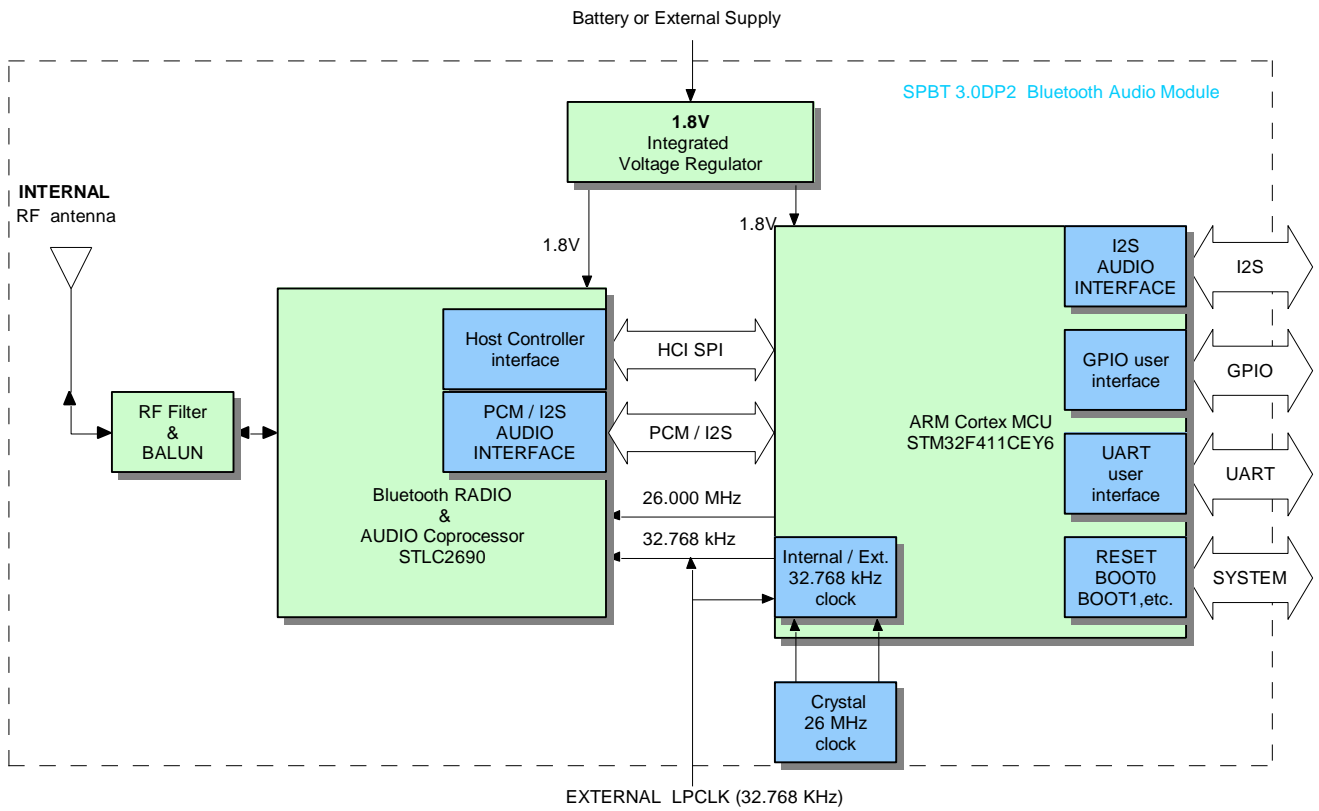 Battery or External Supply
SPBT 3.0DP2 Bluetooth Audio Module
1.8V
Integrated
Voltage Regulator
INTERNAL
RF antenna
1.8V
1.8V
I2S
AUDIO
INTERFACE
I2S
Host Controller
interface
HCI SPI
GPIO user
interface
GPIO
RF Filter
&
BALUN
PCM / I2S
AUDIO
INTERFACE
PCM / I2S
ARM Cortex MCU
STM32F411CEY6
UART
user
interface
UART
Bluetooth RADIO
&
AUDIO Coprocessor
STLC2690
26.000 MHz
32.768 kHz
Internal / Ext.
32.768 kHz
clock
RESET
BOOT0
BOOT1,etc.
SYSTEM
Crystal
26 MHz
clock
EXTERNAL LPCLK (32.768 KHz)